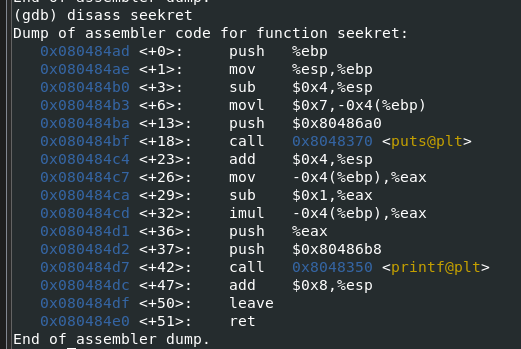 End of assembler dump.
(gdb) disass seekret
Dump of assembler code for function seekret:
   0x080484ad <+0>:     push   %ebp
   0x080484ae <+1>:     mov    %esp,%ebp
   0x080484b0 <+3>:     sub    $0x4,%esp
   0x080484b3 <+6>:     movl   $0x7,-0x4(%ebp)
   0x080484ba <+13>:    push   $0x80486a0
   0x080484bf <+18>:    call   0x8048370 <puts@plt>
   0x080484c4 <+23>:    add    $0x4,%esp
   0x080484c7 <+26>:    mov    -0x4(%ebp),%eax
   0x080484ca <+29>:    sub    $0x1,%eax
   0x080484cd <+32>:    imul   -0x4(%ebp),%eax
   0x080484d1 <+36>:    push   %eax
   0x080484d2 <+37>:    push   $0x80486b8
   0x080484d7 <+42>:    call   0x8048350 <printf@plt>
   0x080484dc <+47>:    add    $0x8,%esp
   0x080484df <+50>:    leave
   0x080484e0 <+51>:    ret
End of assembler dump.